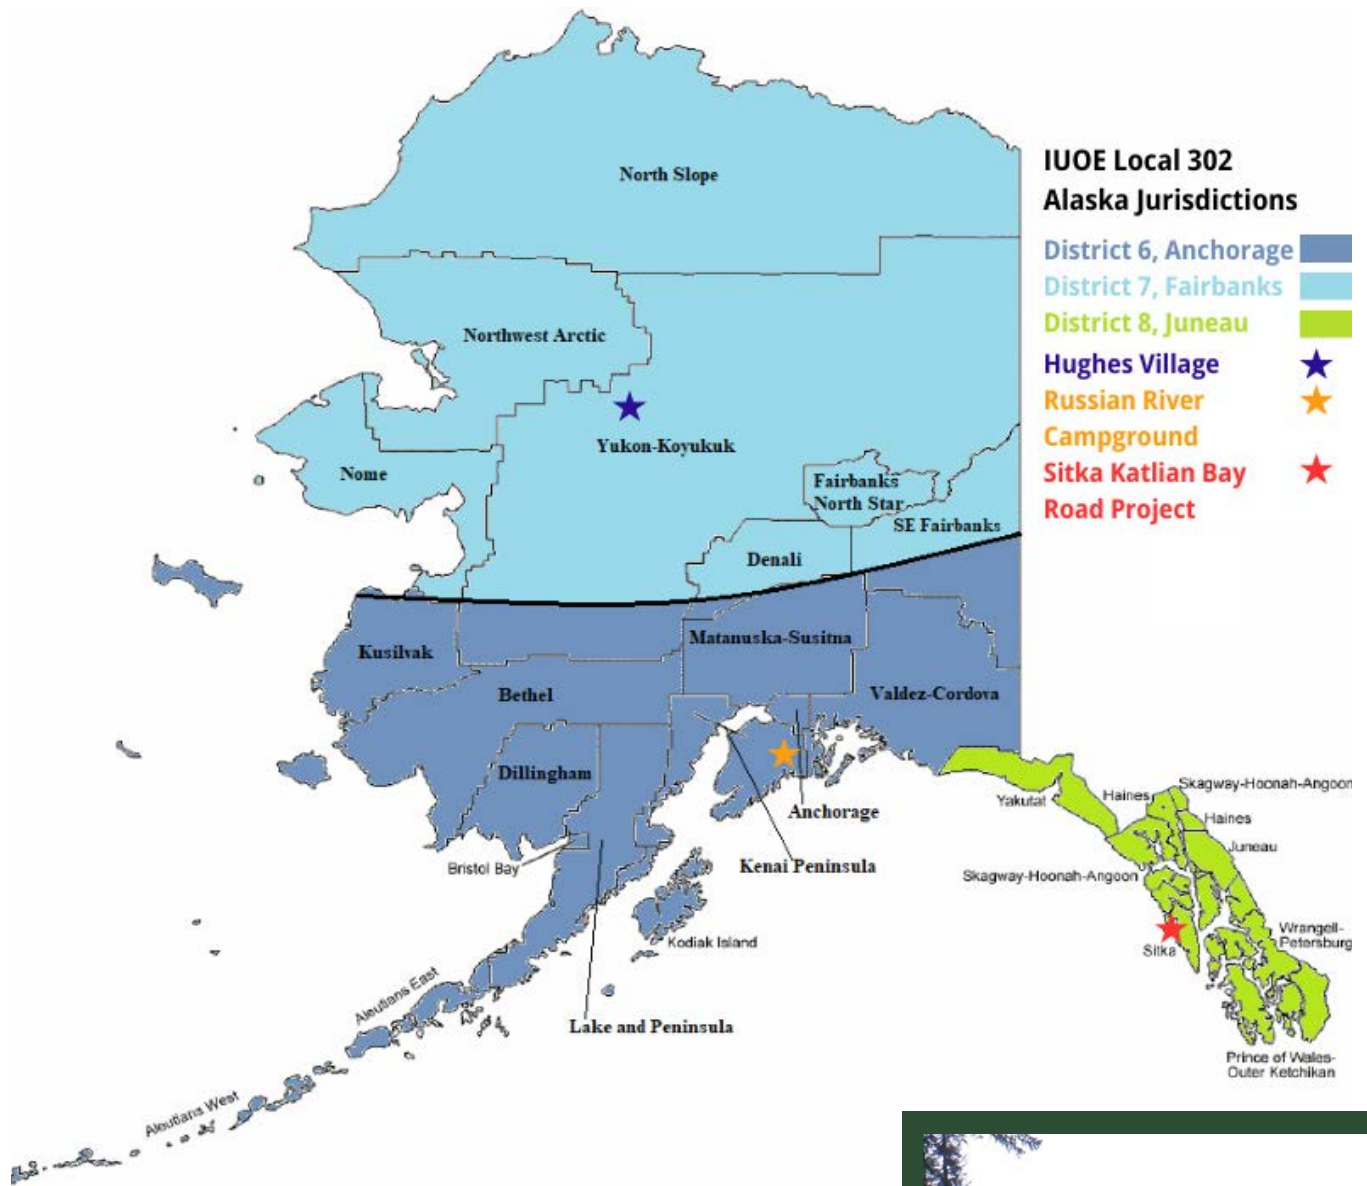 North Slope
IUOE Local 302
Alaska Jurisdictions
District 6, Anchorage
District 7, Fairbanks
District 8, Juneau
Hughes Village
Russian River
Campground
Sitka Katlian Bay
Road Project
Northwest Arctic
Yukon-Koyukuk
Nome
Fairbanks
North Star
SE Fairbanks
Denali
Matanuska-Susitna
Kusilvak
Bethel
Valdez-Cordova
Dillingham
Anchorage
Kenai Peninsula
Bristol Bay
Yakutat
Haines
Skagway-Hoonah-Angoon
Haines
Juneau
Skagway-Hoonah-Angoon
Wrangell-
Petersburg
Sitka
Kodiak Island
Aleutians East
Lake and Peninsula
Prince of Wales-
Outer Ketchikan
Aleutians West